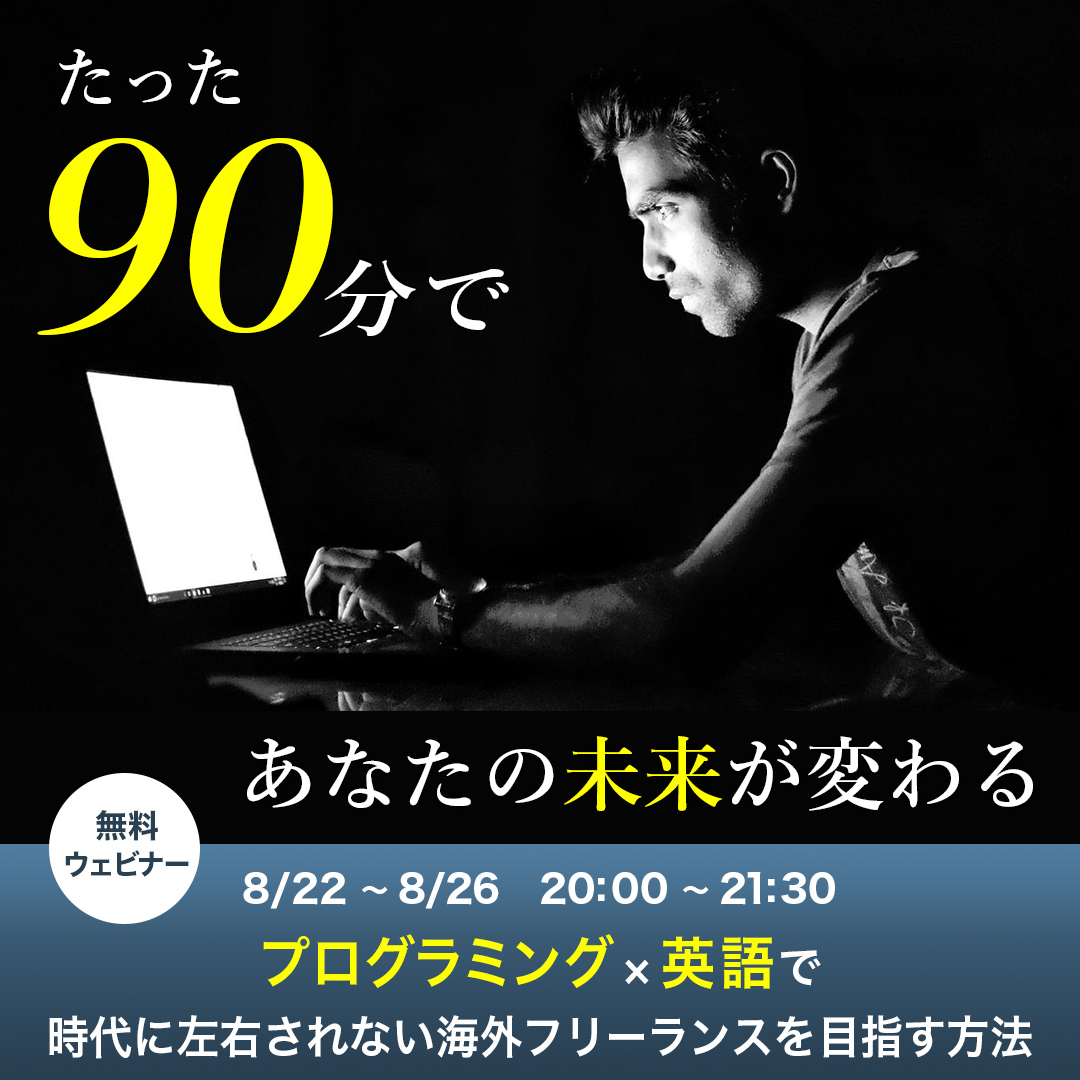 たった
90分で
あなたの未来が変わる
無料
ウェビナー
8/22 ~ 8/26 20:00 ~ 21:30
プログラミング×英語で
時代に左右されない海外フリーランスを目指す方法